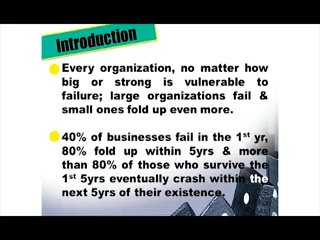 Introduction
Every organization, no matter how
big or strong is vulnerable to
failure; large organizations fail &
small ones fold up even more.
40% of businesses fail in the 1st yr,
80% fold up within 5yrs & more
than 80% of those who survive the
1st 5yrs eventually crash within the
next 5yrs of their existence.